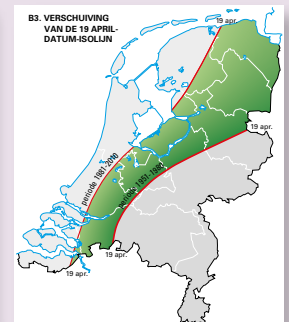 B3. VERSCHUIVING
VAN DE 19 APRIL-
DATUM-ISOLIJN
19 apr.
19 apr.
periode 1981-2010
periode 1951-1980
19 apr.
19 apr.